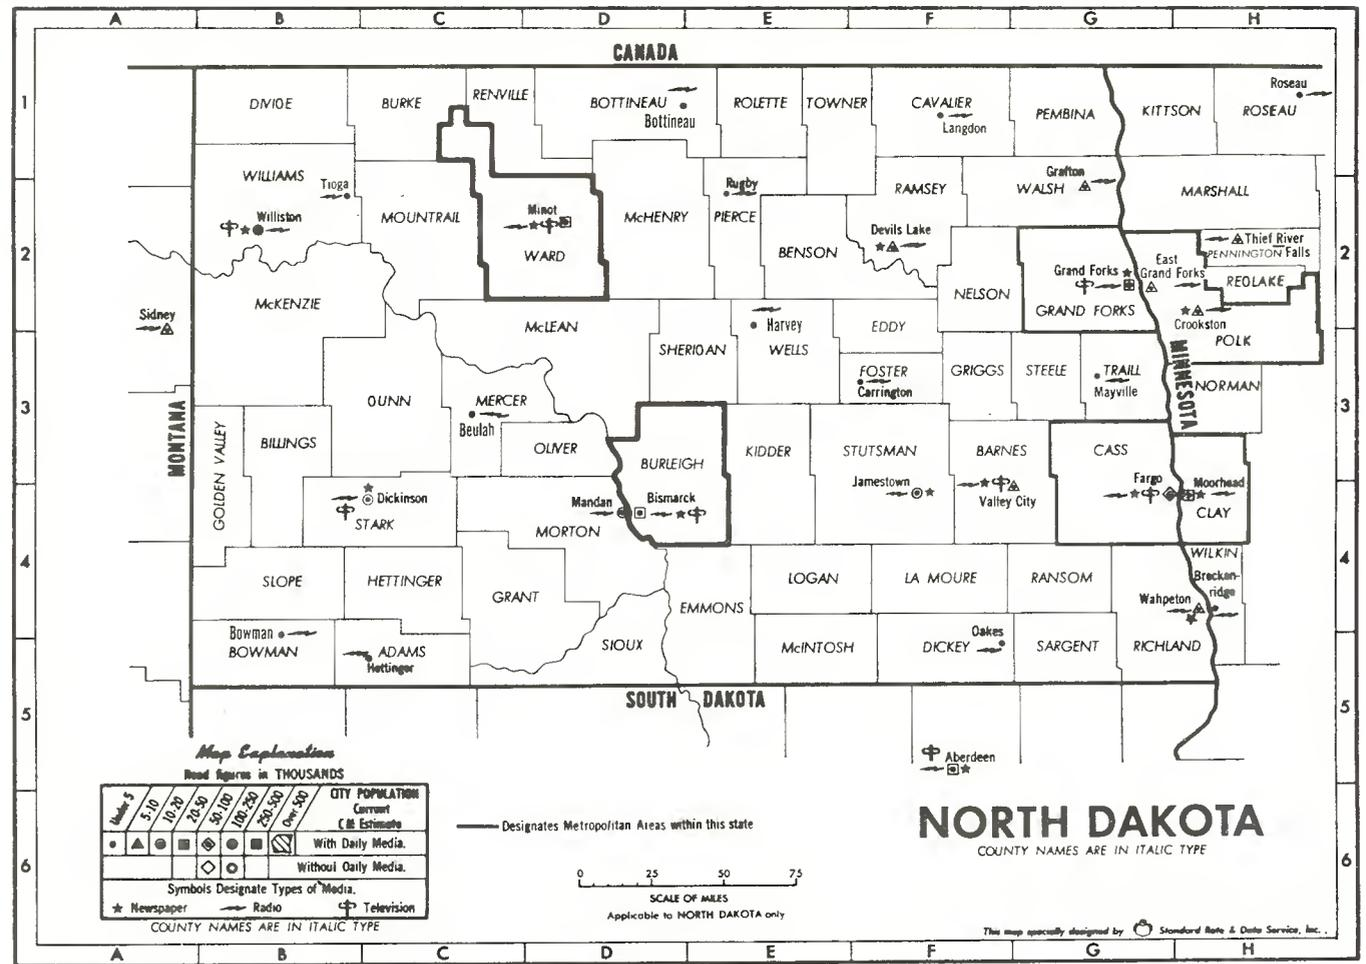 A B C D E F G H
CANADA
1
DIVIDE BURKE RENVILLE BOTTINEAU ROLETTE TOWNER CAVALIER PEMBINA KITTSON ROSEAU
Roseau
Bottineau
Langdon
1
WILLIAMS
Tioga
Williston
MOUNTRAIL
Minot
WARD
McHENRY
Rugby
PIERCE
BENSON
RAMSEY
Devils Lake
Grafton
WALSH
MARSHALL
2
Thief River
PENNINGTON Falls
2
East
Grand Forks
Grand Forks
GRAND FORKS
REDLAKE
Crookston
POLK
NELSON
McKENZIE
Sidney
McLEAN
SHERIDAN
Harvey
WELLS
EDDY
FOSTER
Carrington
GRIGGS
STEELE
TRAILL
Mayville
MINNESOTA
NORMAN
3
MONTANA
GOLDEN VALLEY
BILLINGS
DUNN
MERCER
Beulah
OLIVER
BURLEIGH
KIDDER
STUTSMAN
BARNES
CASS
3
Dickinson
STARK
Mandan
Bismarck
MORTON
Jamestown
Valley City
Fargo
Moorhead
CLAY
4
SLOPE
HETTINGER
GRANT
EMMONS
LOGAN
LA MOURE
RANSOM
WILKIN
Brecken-
ridge
Wahpeton
4
Bowman
BOWMAN
ADAMS
Hettinger
SIOUX
McINTOSH
DICKEY
Oakes
SARGENT
RICHLAND
5
SOUTH DAKOTA
5
Aberdeen
Map Explanation
Read figures in THOUSANDS
Under 5 5-10 10-20 20-50 50-100 100-250 250-500 Over 500
CITY POPULATION
Current
C M Estimate
With Daily Media.
Without Daily Media.
Symbols Designate Types of Media.
Newspaper Radio Television
COUNTY NAMES ARE IN ITALIC TYPE
Designates Metropolitan Areas within this state
0 25 50 75
SCALE OF MILES
Applicable to NORTH DAKOTA only
NORTH DAKOTA
COUNTY NAMES ARE IN ITALIC TYPE
6
6
This map specially designed by Standard Rate & Data Service, Inc.
A B C D E F G H